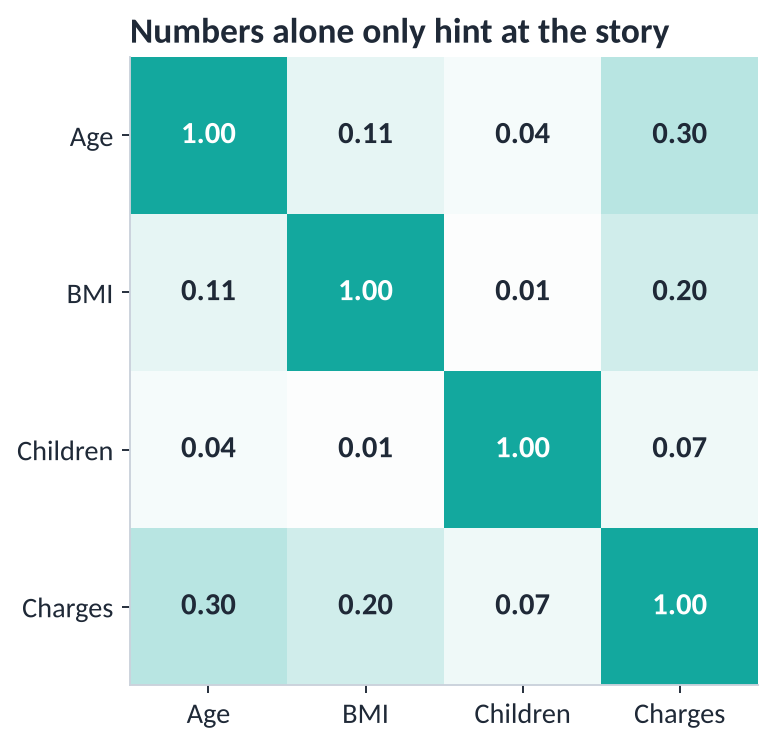 Numbers alone only hint at the story
Age 1.00 0.11 0.04 0.30
BMI 0.11 1.00 0.01 0.20
Children 0.04 0.01 1.00 0.07
Charges 0.30 0.20 0.07 1.00
Age BMI Children Charges